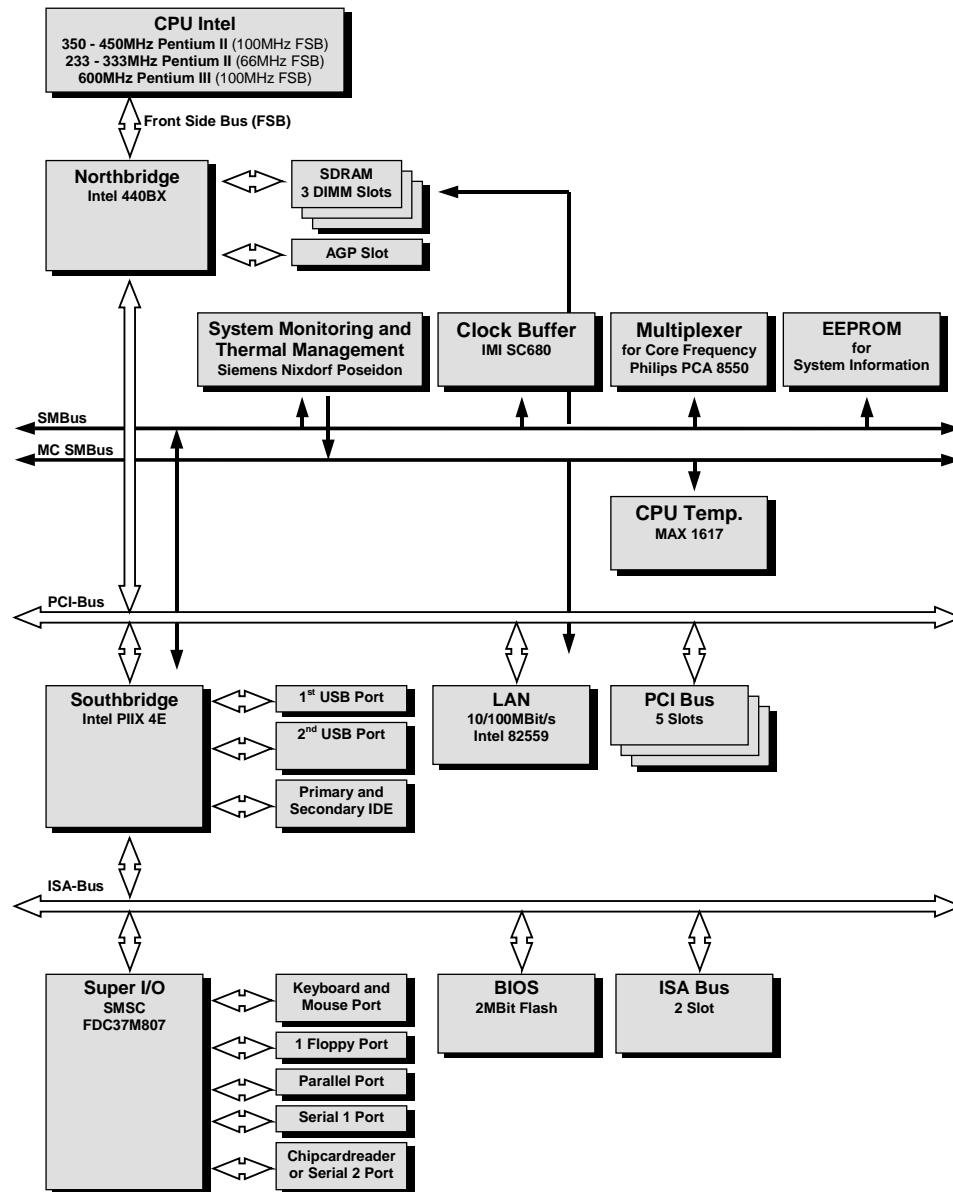 CPU Intel
350 - 450MHz Pentium II (100MHz FSB)
233 - 333MHz Pentium II (66MHz FSB)
600MHz Pentium III (100MHz FSB)
Front Side Bus (FSB)
Northbridge
Intel 440BX
SDRAM
3 DIMM Slots
AGP Slot
System Monitoring and
Thermal Management
Siemens Nixdorf Poseidon
Clock Buffer
IMI SC680
Multiplexer
for Core Frequency
Philips PCA 8550
EEPROM
for
System Information
SMBus
MC SMBus
CPU Temp.
MAX 1617
PCI-Bus
Southbridge
Intel PIIX 4E
1st USB Port
2nd USB Port
Primary and
Secondary IDE
LAN
10/100MBit/s
Intel 82559
PCI Bus
5 Slots
ISA-Bus
Super I/O
SMSC
FDC37M807
Keyboard and
Mouse Port
1 Floppy Port
Parallel Port
Serial 1 Port
Chipcardreader
or Serial 2 Port
BIOS
2MBit Flash
ISA Bus
2 Slot